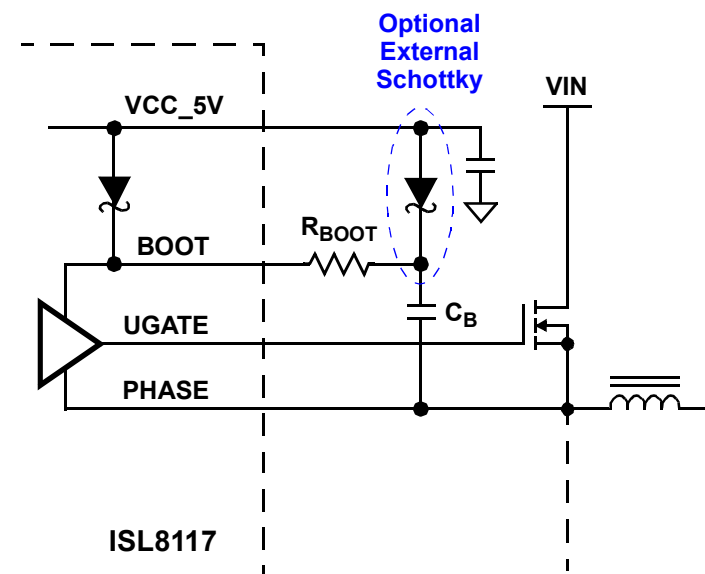 Optional
External
Schottky
VIN
VCC_5V
RBOOT
BOOT
CB
UGATE
PHASE
ISL8117